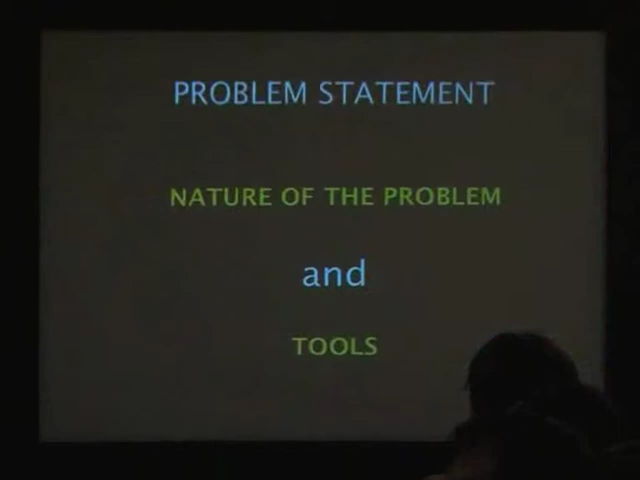 PROBLEM STATEMENT
NATURE OF THE PROBLEM
and
TOOLS